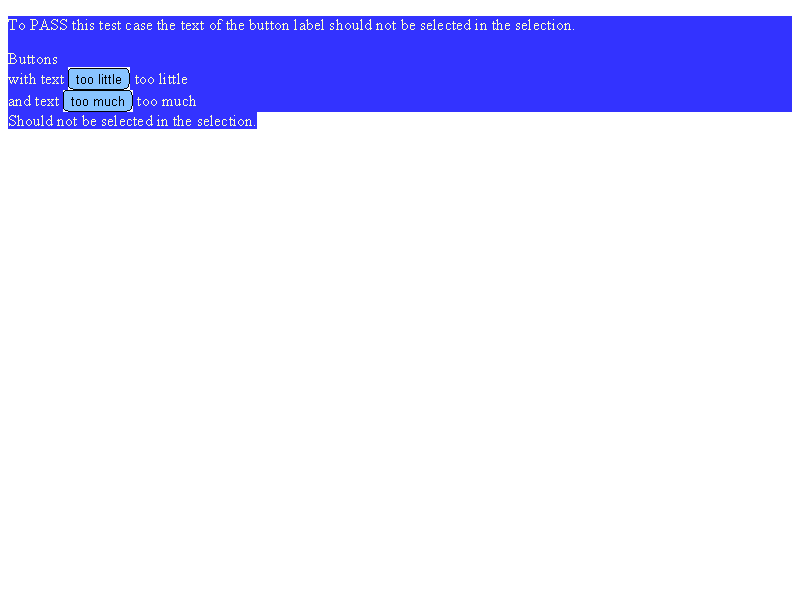 To PASS this test case the text of the button label should not be selected in the selection.
Buttons
with text too little too little
and text too much too much
Should not be selected in the selection.